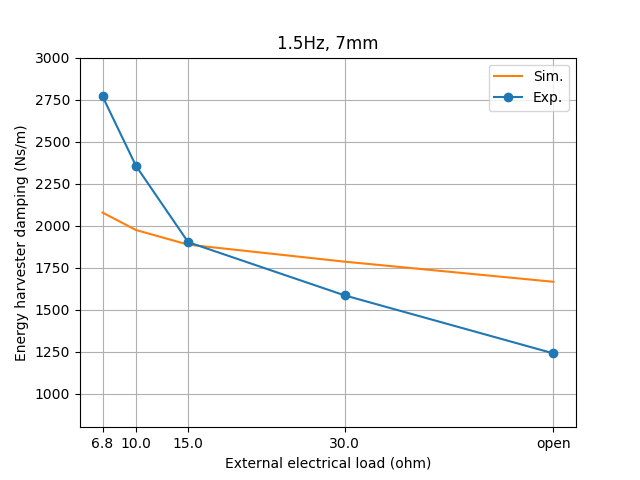 1.5Hz, 7mm
Sim.
Exp.
Energy harvester damping (Ns/m)
3000
2750
2500
2250
2000
1750
1500
1250
1000
6.8 10.0 15.0 30.0 open
External electrical load (ohm)